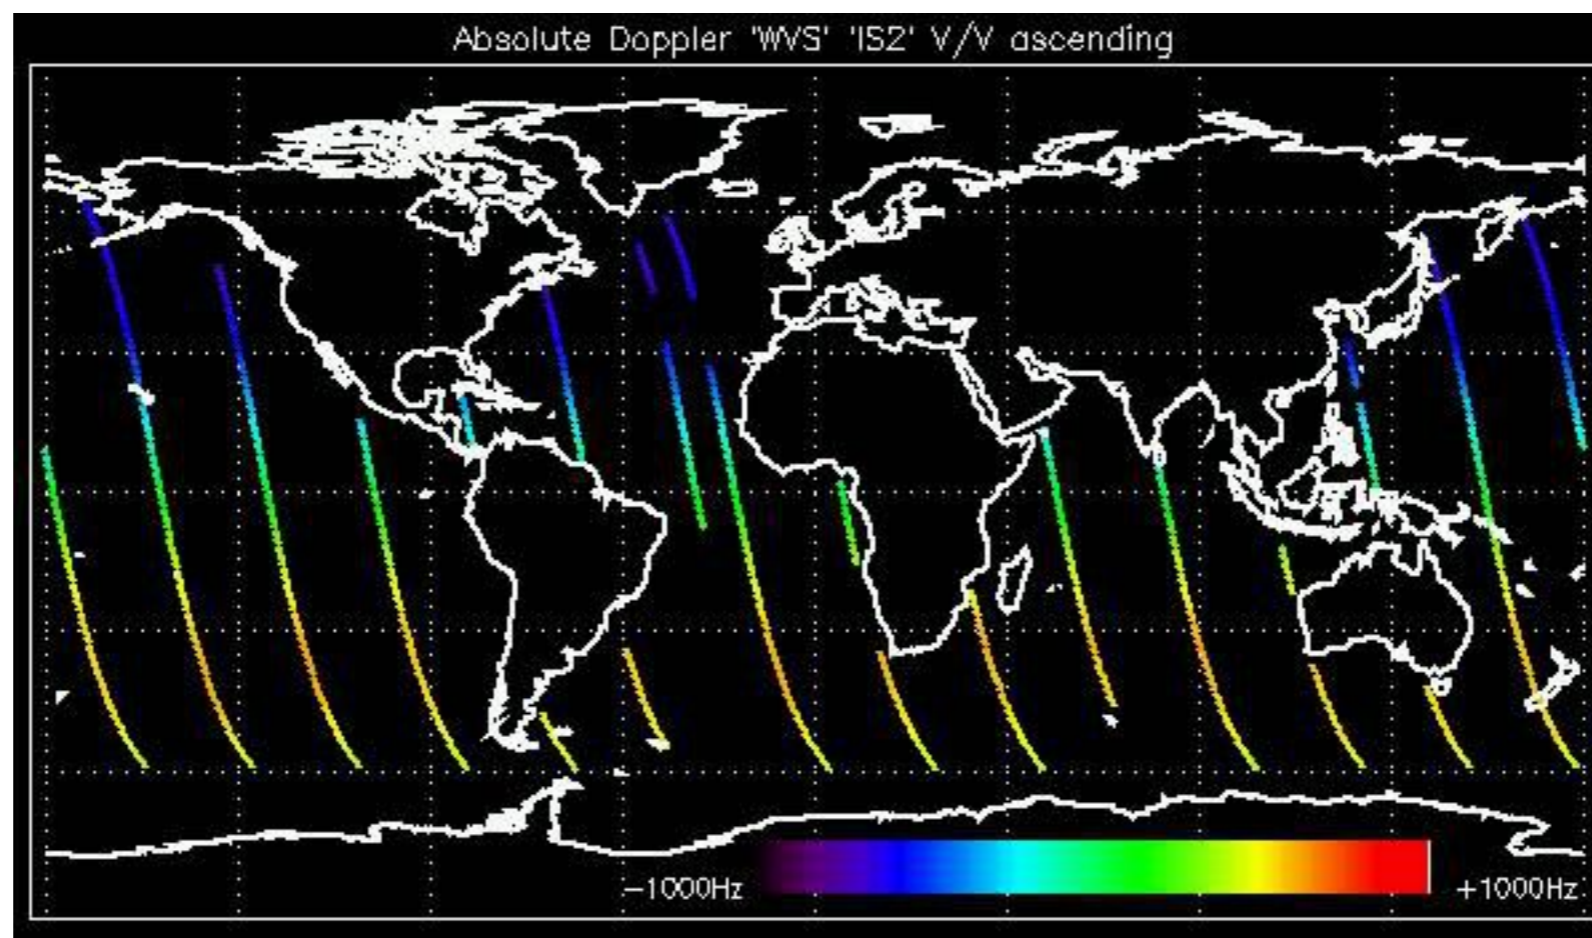 Absolute Doppler 'WVS' 'IS2' V/V ascending
-1000Hz +1000Hz